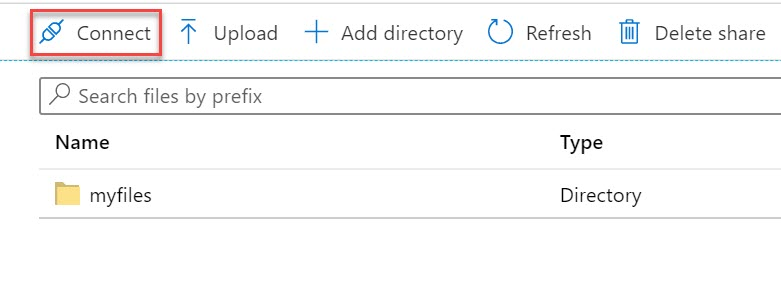 Connect Upload Add directory Refresh Delete share
Search files by prefix
Name Type
myfiles Directory